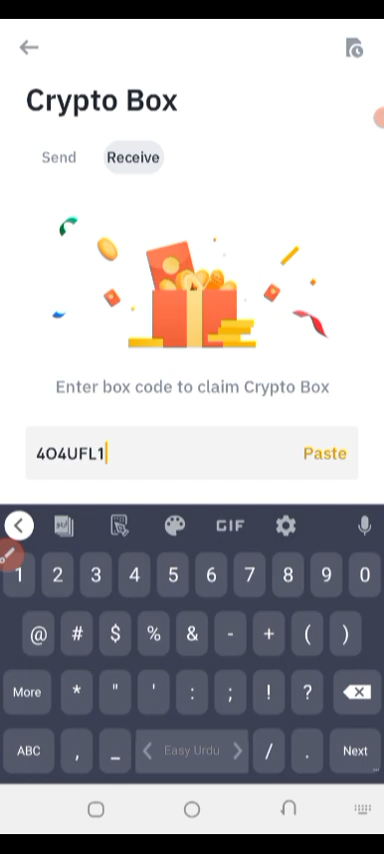 Crypto Box
Send Receive
Enter box code to claim Crypto Box
4O4UFL1 Paste
GIF
1 2 3 4 5 6 7 8 9 0
@ # $ % & - + ( )
More * " ' : ; ! ?
ABC , _ Easy Urdu / . Next